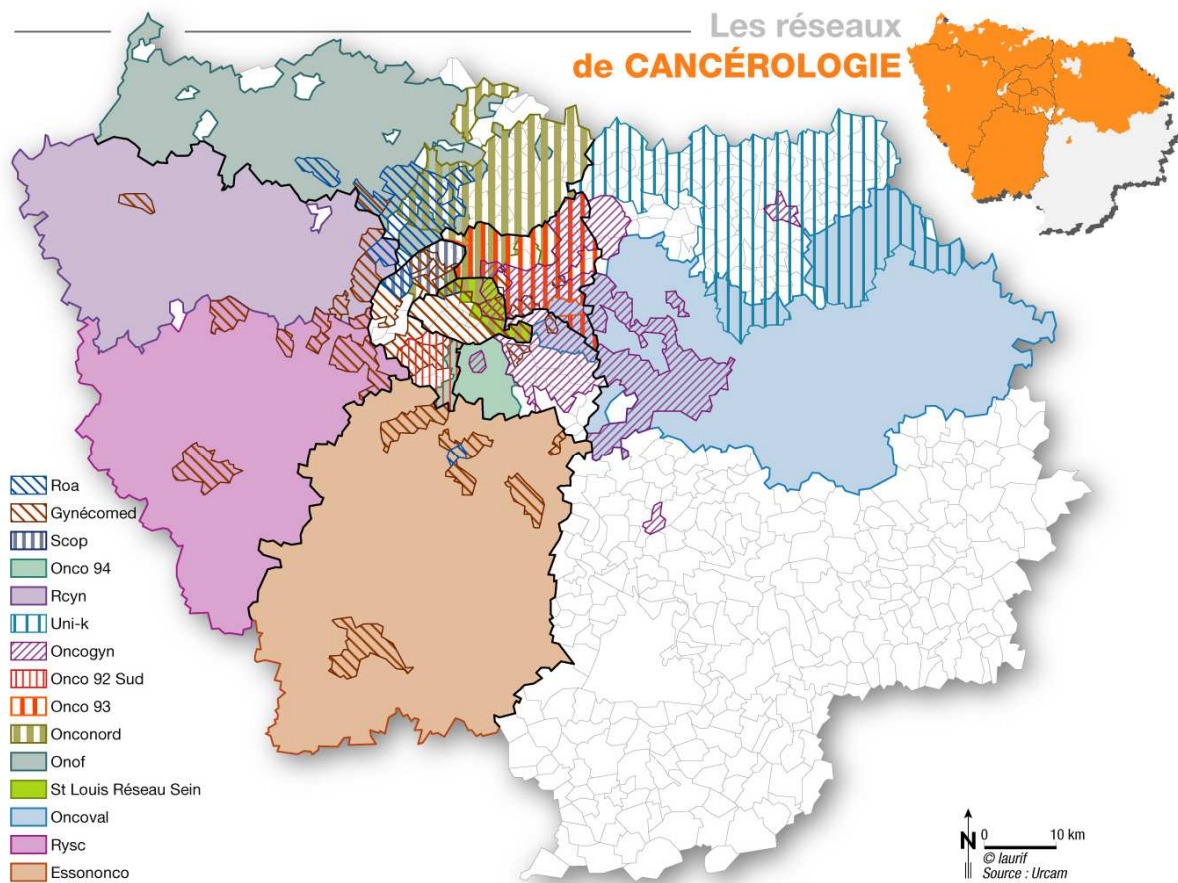 Les réseaux
de CANCÉROLOGIE
Roa
Gynécomed
Scop
Onco 94
Rcyn
Uni-k
Oncogyn
Onco 92 Sud
Onco 93
Onconord
Onof
St Louis Réseau Sein
Oncoval
Rysc
Essononco
N
0 10 km
© Iaurif
Source : Urcam